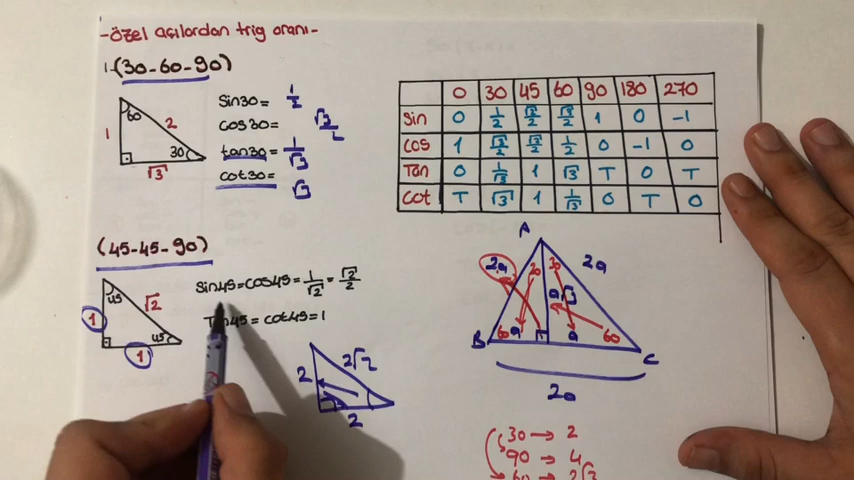 -özel açılardan trig oranı-
1-(30-60-90)
60
1
2
30
√3
sin30= 1/2
cos30= √3/2
tan30= 1/√3
cot30= √3
0 30 45 60 90 180 270
sin 0 1/2 √2/2 √3/2 1 0 -1
cos 1 √3/2 √2/2 1/2 0 -1 0
Tan 0 1/√3 1 √3 T 0 T
cot T √3 1 1/√3 0 T 0
(45-45-90)
45
√2
1
45
1
sin45=cos45= 1/√2 = √2/2
Tan45 = cot45=1
2
2√2
2
A
2a
2a
30 30
a√3
B
60
a
a
60
C
2a
30 → 2
90 → 4
60 → 2√3